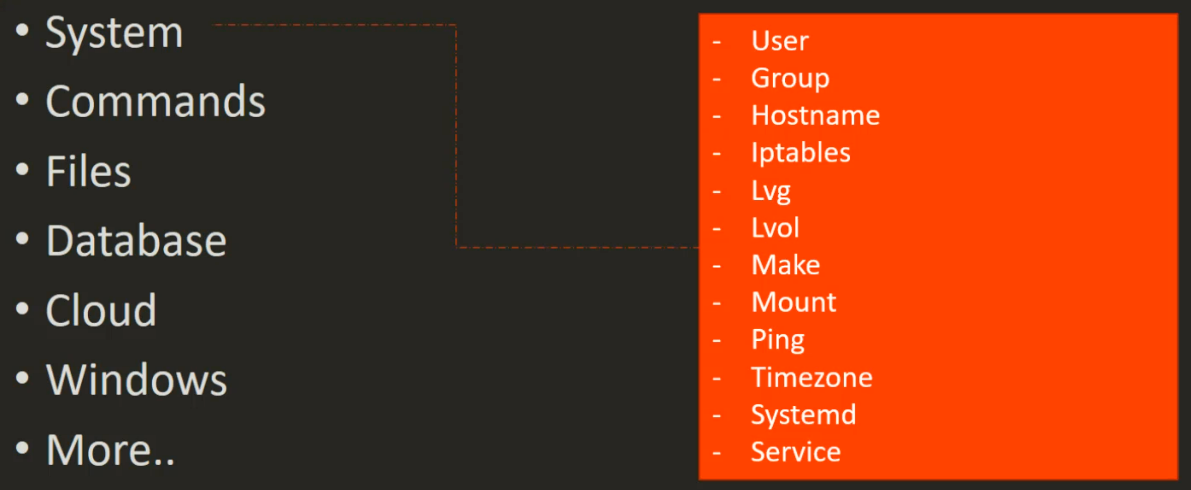 • System
• Commands
• Files
• Database
• Cloud
• Windows
• More..
- User
- Group
- Hostname
- Iptables
- Lvg
- Lvol
- Make
- Mount
- Ping
- Timezone
- Systemd
- Service